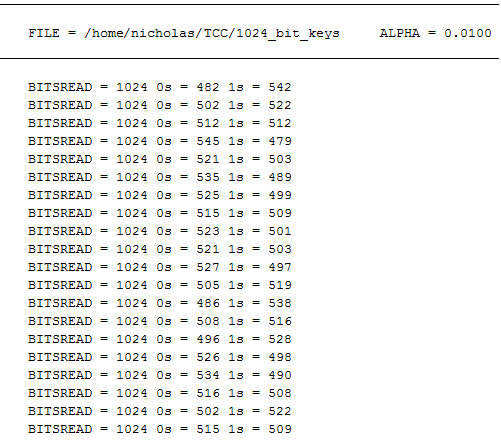 FILE = /home/nicholas/TCC/1024_bit_keys ALPHA = 0.0100
BITSREAD = 1024 0s = 482 1s = 542
BITSREAD = 1024 0s = 502 1s = 522
BITSREAD = 1024 0s = 512 1s = 512
BITSREAD = 1024 0s = 545 1s = 479
BITSREAD = 1024 0s = 521 1s = 503
BITSREAD = 1024 0s = 535 1s = 489
BITSREAD = 1024 0s = 525 1s = 499
BITSREAD = 1024 0s = 515 1s = 509
BITSREAD = 1024 0s = 523 1s = 501
BITSREAD = 1024 0s = 521 1s = 503
BITSREAD = 1024 0s = 527 1s = 497
BITSREAD = 1024 0s = 505 1s = 519
BITSREAD = 1024 0s = 486 1s = 538
BITSREAD = 1024 0s = 508 1s = 516
BITSREAD = 1024 0s = 496 1s = 528
BITSREAD = 1024 0s = 526 1s = 498
BITSREAD = 1024 0s = 534 1s = 490
BITSREAD = 1024 0s = 516 1s = 508
BITSREAD = 1024 0s = 502 1s = 522
BITSREAD = 1024 0s = 515 1s = 509